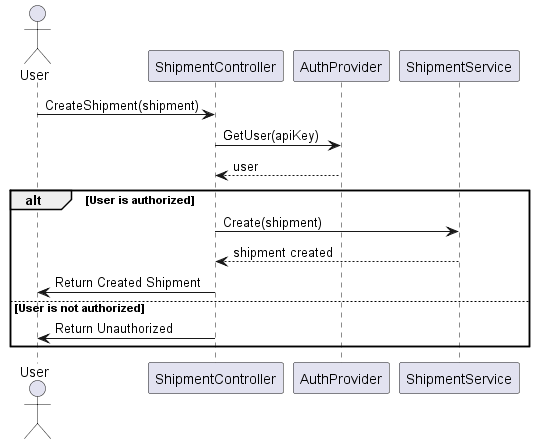 User
ShipmentController
AuthProvider
ShipmentService
CreateShipment(shipment)
GetUser(apiKey)
user
alt
[User is authorized]
Create(shipment)
shipment created
Return Created Shipment
[User is not authorized]
Return Unauthorized
User
ShipmentController
AuthProvider
ShipmentService